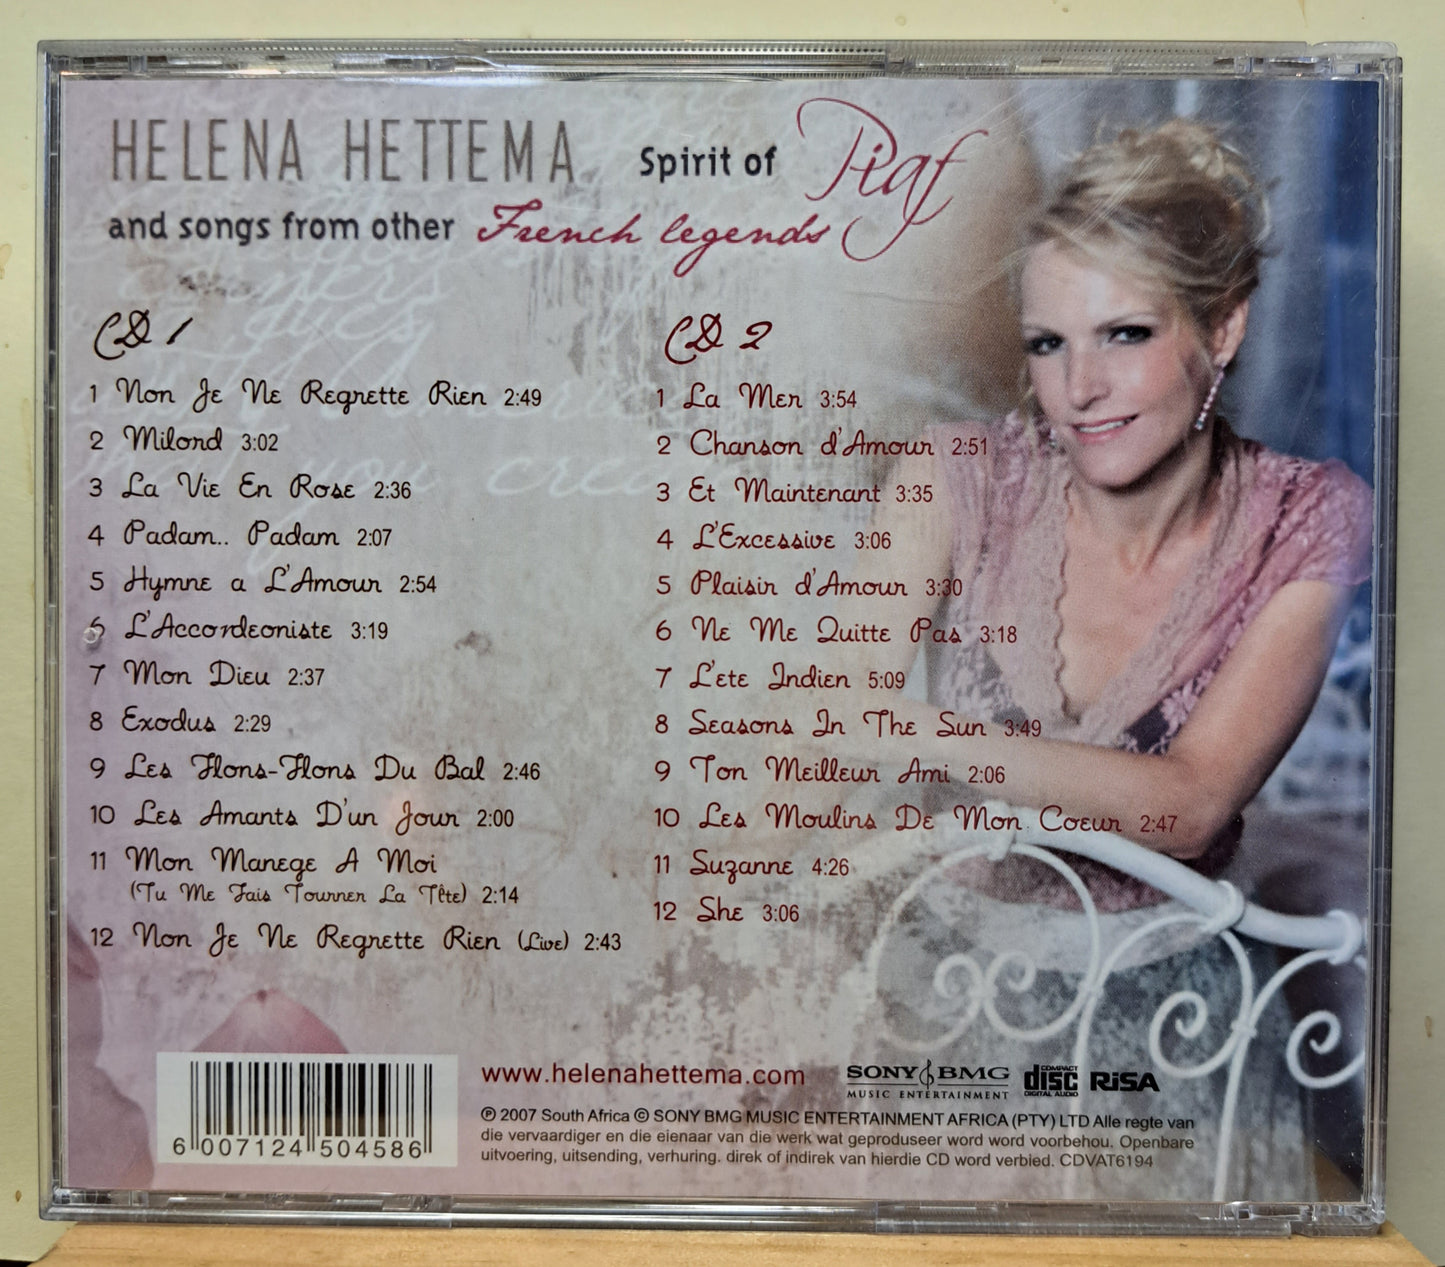 HELENA HETTEMA Spirit of Piaf
and songs from other French legends
CD 1
1 Non Je Ne Regrette Rien 2:49
2 Milord 3:02
3 La Vie En Rose 2:36
4 Padam.. Padam 2:07
5 Hymne a L'Amour 2:54
6 L'Accordeoniste 3:19
7 Mon Dieu 2:37
8 Exodus 2:29
9 Les Flons-Flons Du Bal 2:46
10 Les Amants D'un Jour 2:00
11 Mon Manege A Moi
(Tu Me Fais Tourner La Tête) 2:14
12 Non Je Ne Regrette Rien (Live) 2:43
CD 2
1 La Mer 3:54
2 Chanson d'Amour 2:51
3 Et Maintenant 3:35
4 L'Excessive 3:06
5 Plaisir d'Amour 3:30
6 Ne Me Quitte Pas 3:18
7 L'ete Indien 5:09
8 Seasons In The Sun 3:49
9 Ton Meilleur Ami 2:06
10 Les Moulins De Mon Coeur 2:47
11 Suzanne 4:26
12 She 3:06
6 007124 504586
www.helenahettema.com
SONY BMG
MUSIC ENTERTAINMENT
COMPACT
disc
DIGITAL AUDIO
RiSA
℗ 2007 South Africa © SONY BMG MUSIC ENTERTAINMENT AFRICA (PTY) LTD Alle regte van
die vervaardiger en die eienaar van die werk wat geproduseer word word voorbehou. Openbare
uitvoering, uitsending, verhuring. direk of indirek van hierdie CD word verbied. CDVAT6194